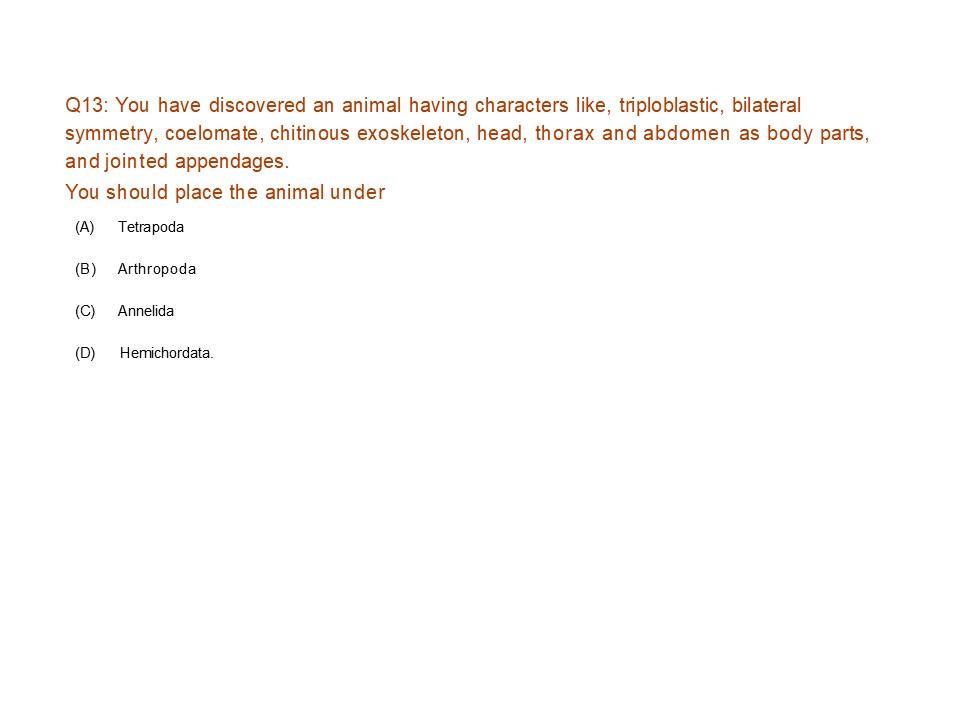 Q13: You have discovered an animal having characters like, triploblastic, bilateral
symmetry, coelomate, chitinous exoskeleton, head, thorax and abdomen as body parts,
and jointed appendages.
You should place the animal under
(A) Tetrapoda
(B) Arthropoda
(C) Annelida
(D) Hemichordata.